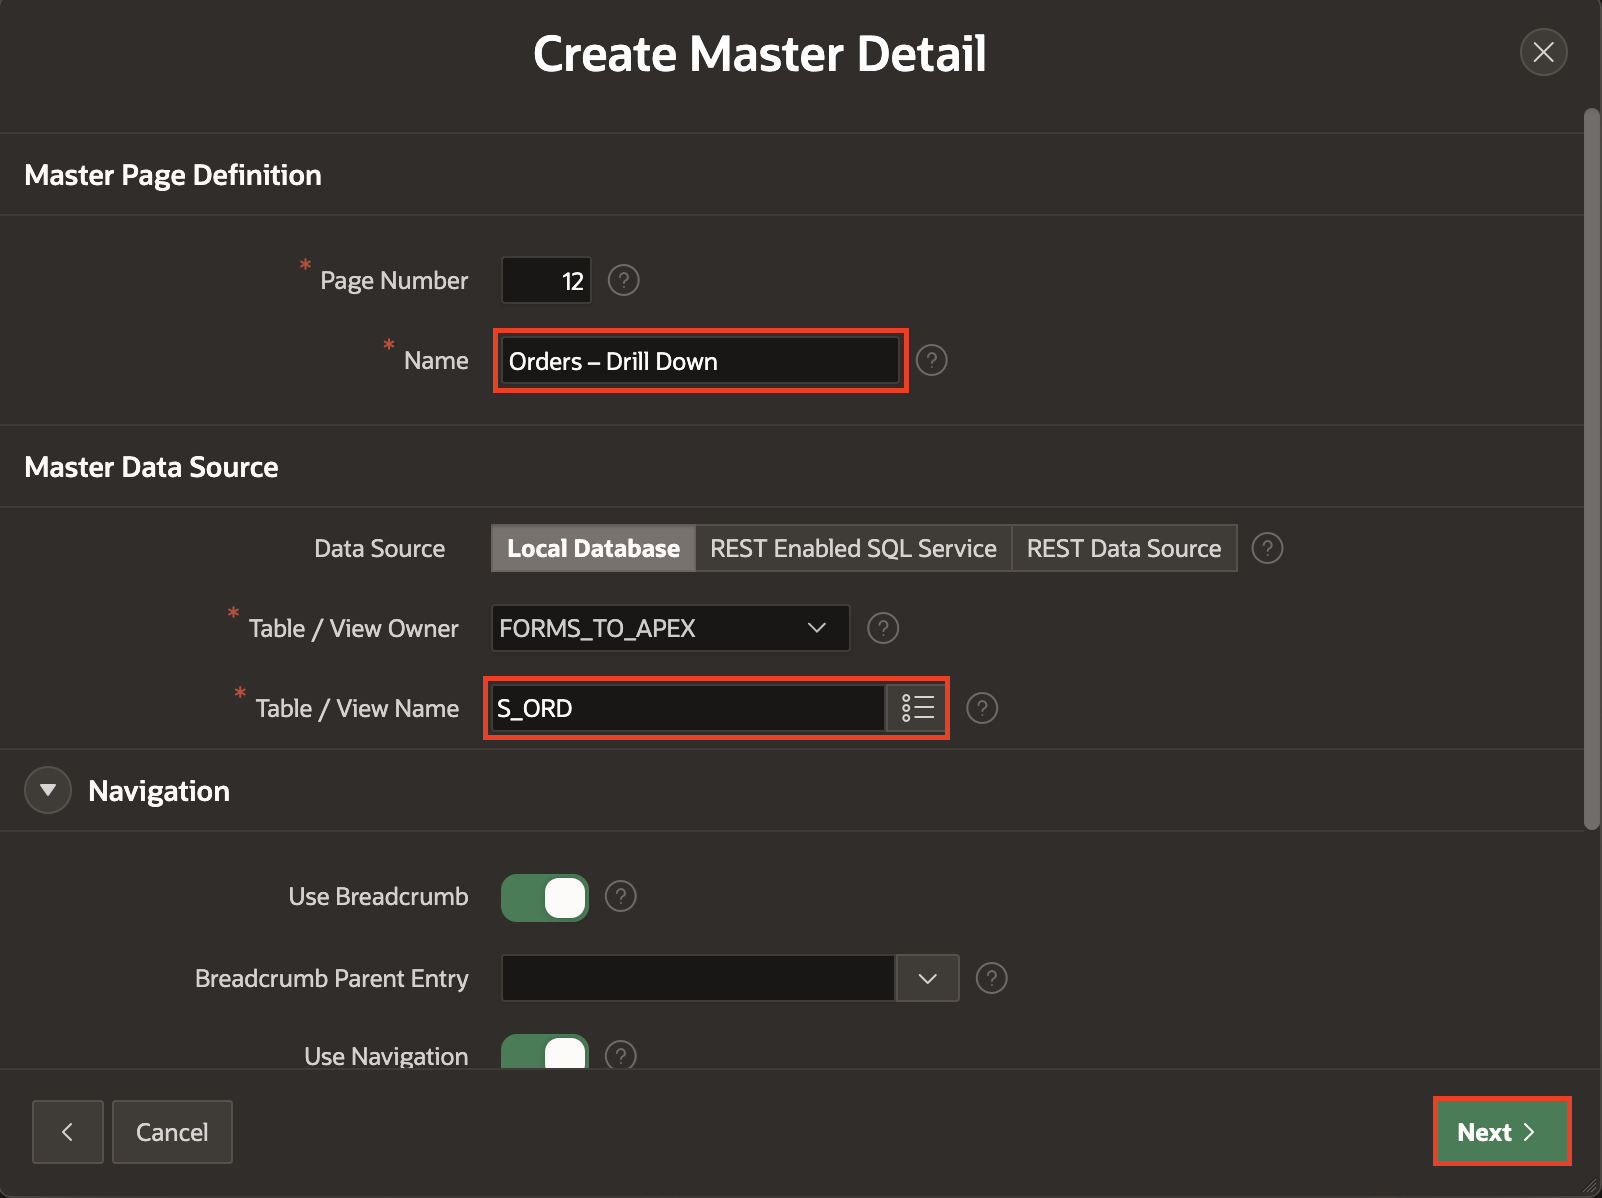 Create Master Detail
Master Page Definition
* Page Number 12 ?
* Name Orders – Drill Down ?
Master Data Source
Data Source Local Database REST Enabled SQL Service REST Data Source ?
* Table / View Owner FORMS_TO_APEX ?
* Table / View Name S_ORD ?
Navigation
Use Breadcrumb ?
Breadcrumb Parent Entry ?
Use Navigation ?
Cancel Next